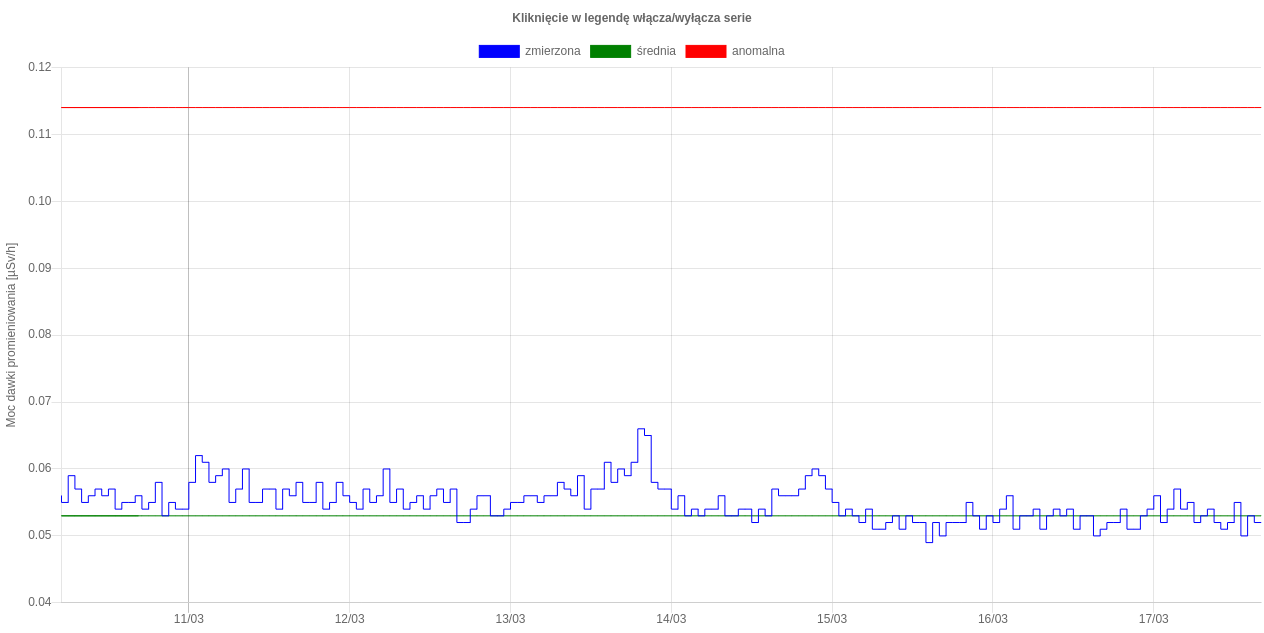 Kliknięcie w legendę włącza/wyłącza serie
zmierzona średnia anomalna
Moc dawki promieniowania [µSv/h]
0.12
0.11
0.10
0.09
0.08
0.07
0.06
0.05
0.04
11/03 12/03 13/03 14/03 15/03 16/03 17/03